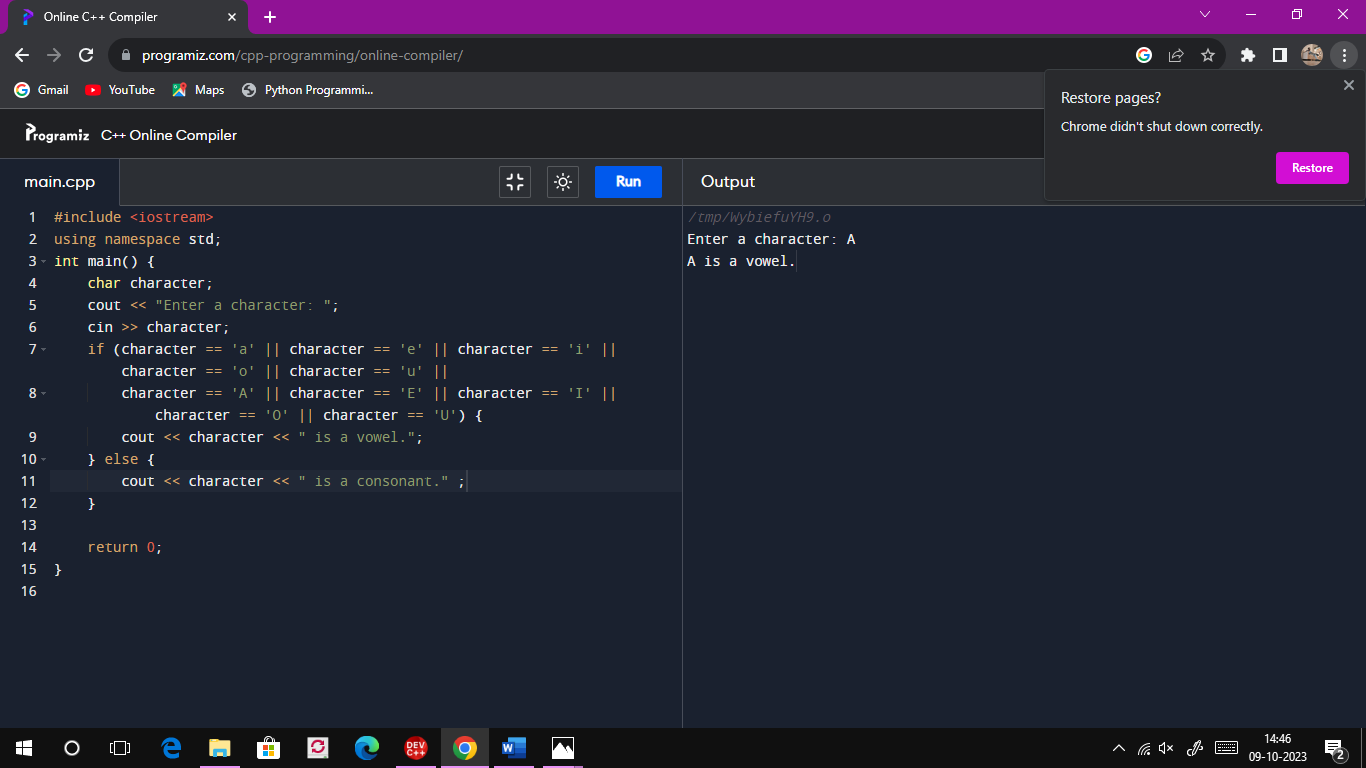 Online C++ Compiler
programiz.com/cpp-programming/online-compiler/
Gmail YouTube Maps Python Programmi...
Restore pages?
Chrome didn't shut down correctly.
Restore
Programiz C++ Online Compiler
main.cpp Run Output
1 #include <iostream>
2 using namespace std;
3 int main() {
4 char character;
5 cout << "Enter a character: ";
6 cin >> character;
7 if (character == 'a' || character == 'e' || character == 'i' ||
character == 'o' || character == 'u' ||
8 character == 'A' || character == 'E' || character == 'I' ||
character == 'O' || character == 'U') {
9 cout << character << " is a vowel.";
10 } else {
11 cout << character << " is a consonant." ;
12 }
13
14 return 0;
15 }
16
/tmp/WybiefuYH9.o
Enter a character: A
A is a vowel.
DEV
C++
W
14:46
09-10-2023
2